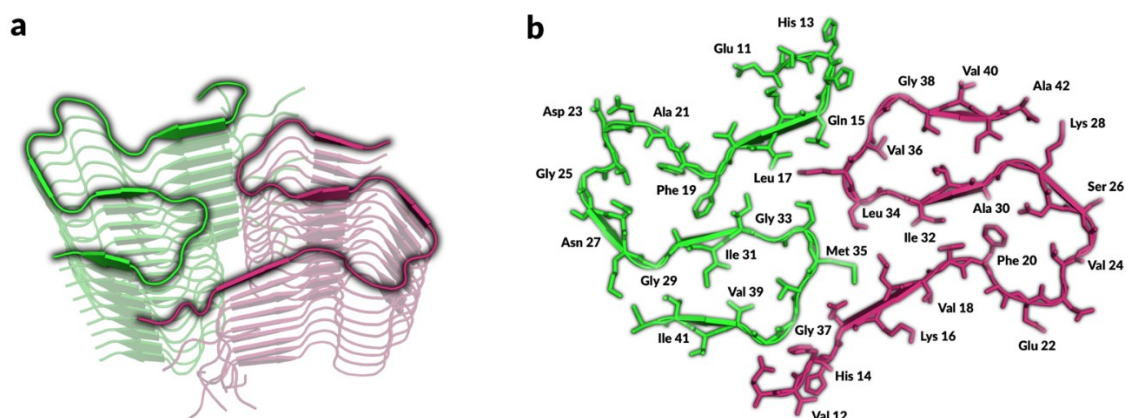 a
b
His 13
Glu 11
Val 40
Gly 38
Ala 42
Asp 23
Ala 21
Gln 15
Lys 28
Val 36
Gly 25
Leu 17
Ser 26
Phe 19
Gly 33
Leu 34
Ala 30
Asn 27
Ile 32
Ile 31
Met 35
Phe 20
Val 24
Gly 29
Val 39
Val 18
Ile 41
Gly 37
Lys 16
Glu 22
His 14
Val 12